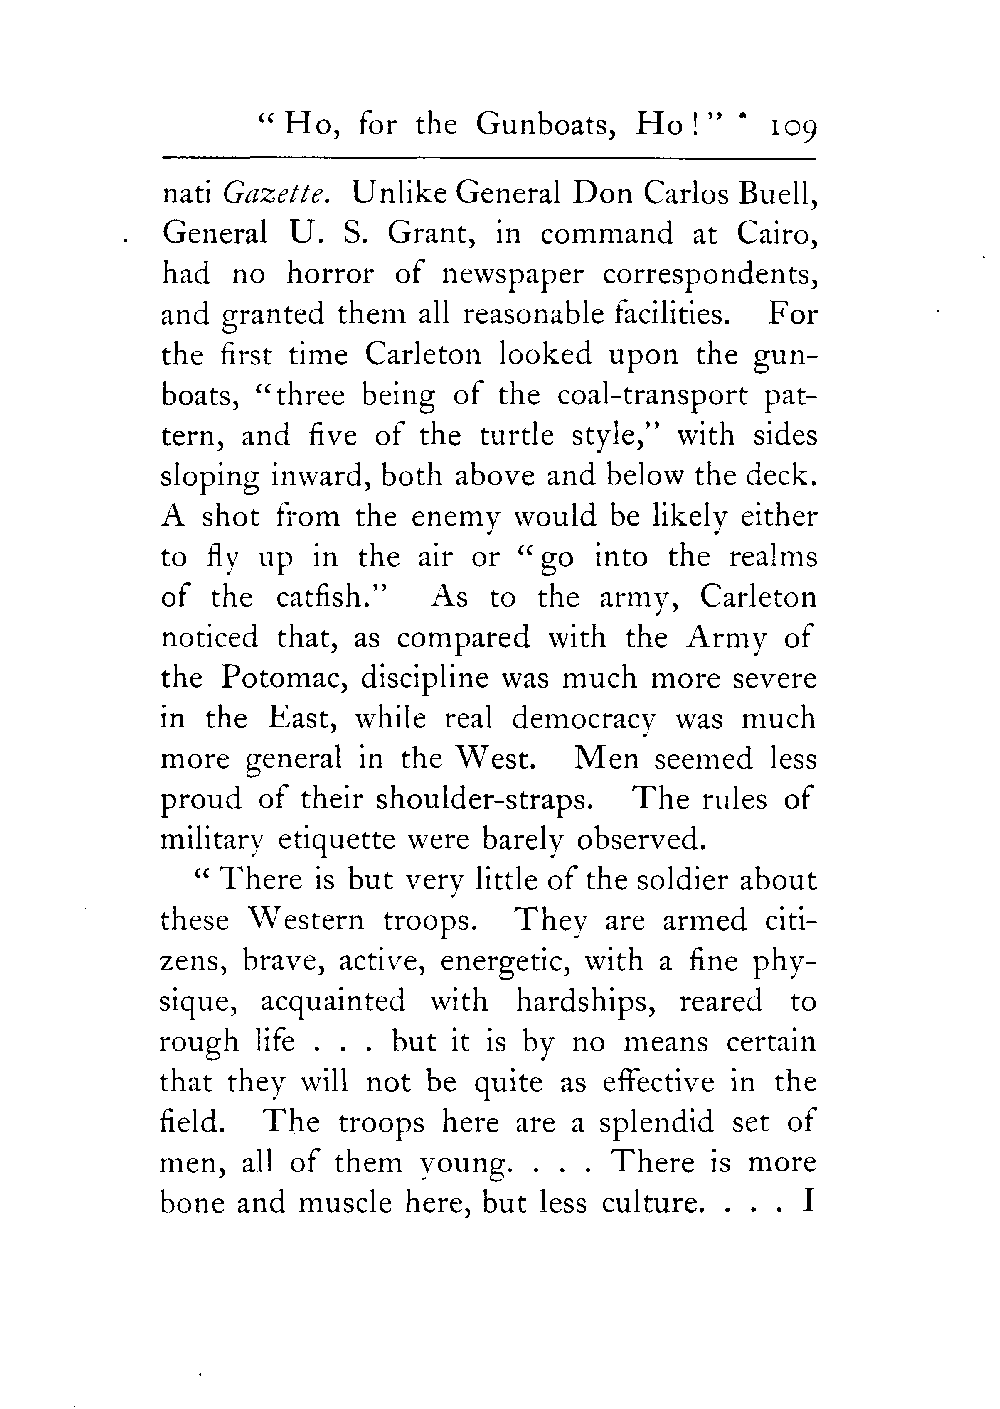 “ Ho, for the Gunboats, Ho ! ” 109
nati Gazette. Unlike General Don Carlos Buell,
General U. S. Grant, in command at Cairo,
had no horror of newspaper correspondents,
and granted them all reasonable facilities. For
the first time Carleton looked upon the gun-
boats, “three being of the coal-transport pat-
tern, and five of the turtle style,” with sides
sloping inward, both above and below the deck.
A shot from the enemy would be likely either
to fly up in the air or “go into the realms
of the catfish.” As to the army, Carleton
noticed that, as compared with the Army of
the Potomac, discipline was much more severe
in the East, while real democracy was much
more general in the West. Men seemed less
proud of their shoulder-straps. The rules of
military etiquette were barely observed.
“ There is but very little of the soldier about
these Western troops. They are armed citi-
zens, brave, active, energetic, with a fine phy-
sique, acquainted with hardships, reared to
rough life . . . but it is by no means certain
that they will not be quite as effective in the
field. The troops here are a splendid set of
men, all of them young. . . . There is more
bone and muscle here, but less culture. . . . I